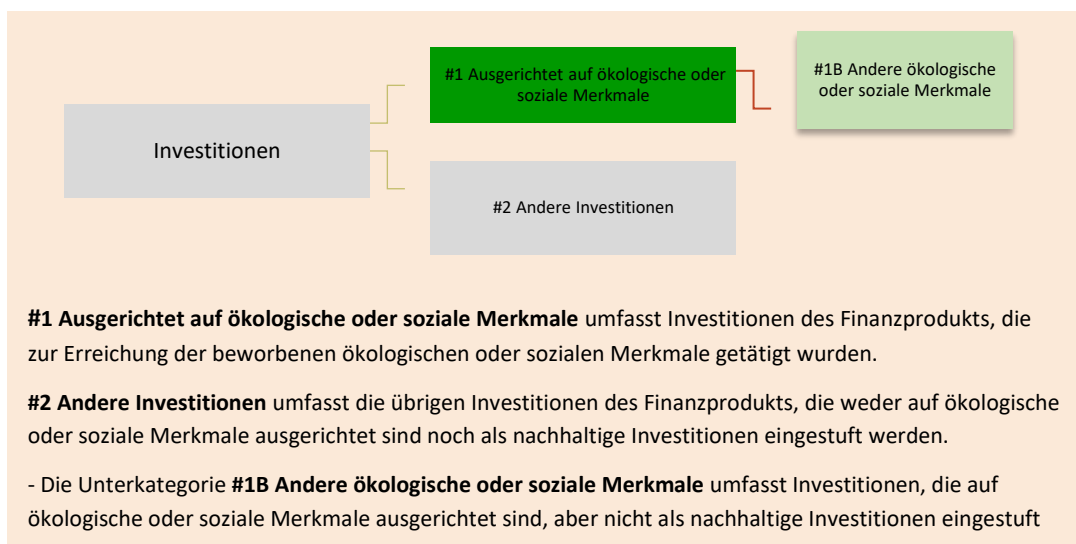 #1 Ausgerichtet auf ökologische oder
soziale Merkmale
#1B Andere ökologische
oder soziale Merkmale
Investitionen
#2 Andere Investitionen
#1 Ausgerichtet auf ökologische oder soziale Merkmale umfasst Investitionen des Finanzprodukts, die
zur Erreichung der beworbenen ökologischen oder sozialen Merkmale getätigt wurden.
#2 Andere Investitionen umfasst die übrigen Investitionen des Finanzprodukts, die weder auf ökologische
oder soziale Merkmale ausgerichtet sind noch als nachhaltige Investitionen eingestuft werden.
- Die Unterkategorie #1B Andere ökologische oder soziale Merkmale umfasst Investitionen, die auf
ökologische oder soziale Merkmale ausgerichtet sind, aber nicht als nachhaltige Investitionen eingestuft